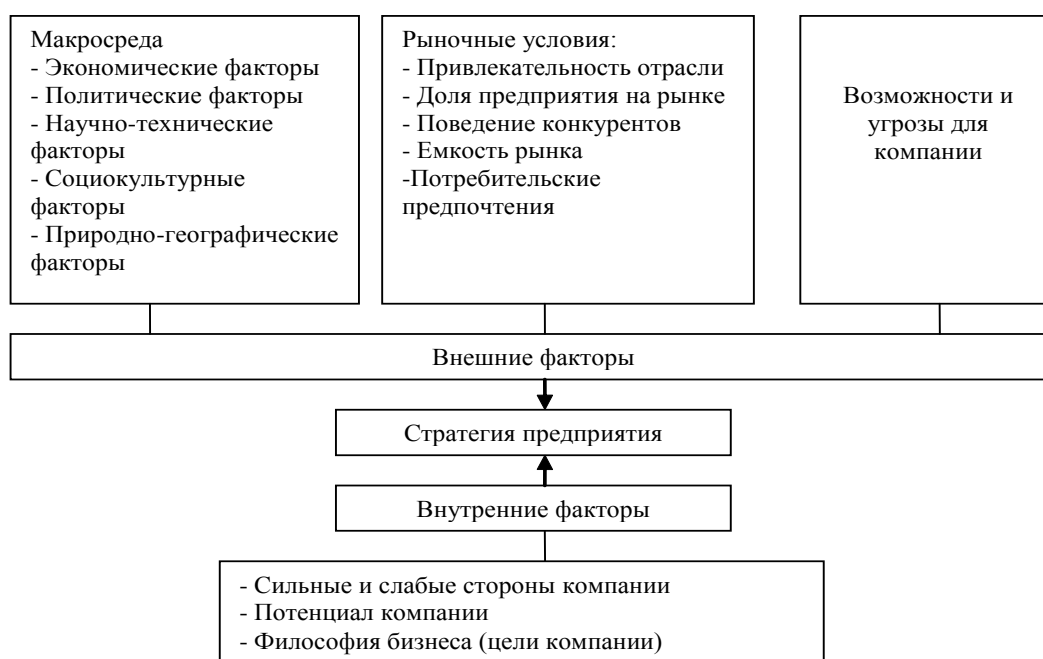 Макросреда
- Экономические факторы
- Политические факторы
- Научно-технические
факторы
- Социокультурные
факторы
- Природно-географические
факторы
Рыночные условия:
- Привлекательность отрасли
- Доля предприятия на рынке
- Поведение конкурентов
- Емкость рынка
-Потребительские
предпочтения
Возможности и
угрозы для
компании
Внешние факторы
Стратегия предприятия
Внутренние факторы
- Сильные и слабые стороны компании
- Потенциал компании
- Философия бизнеса (цели компании)